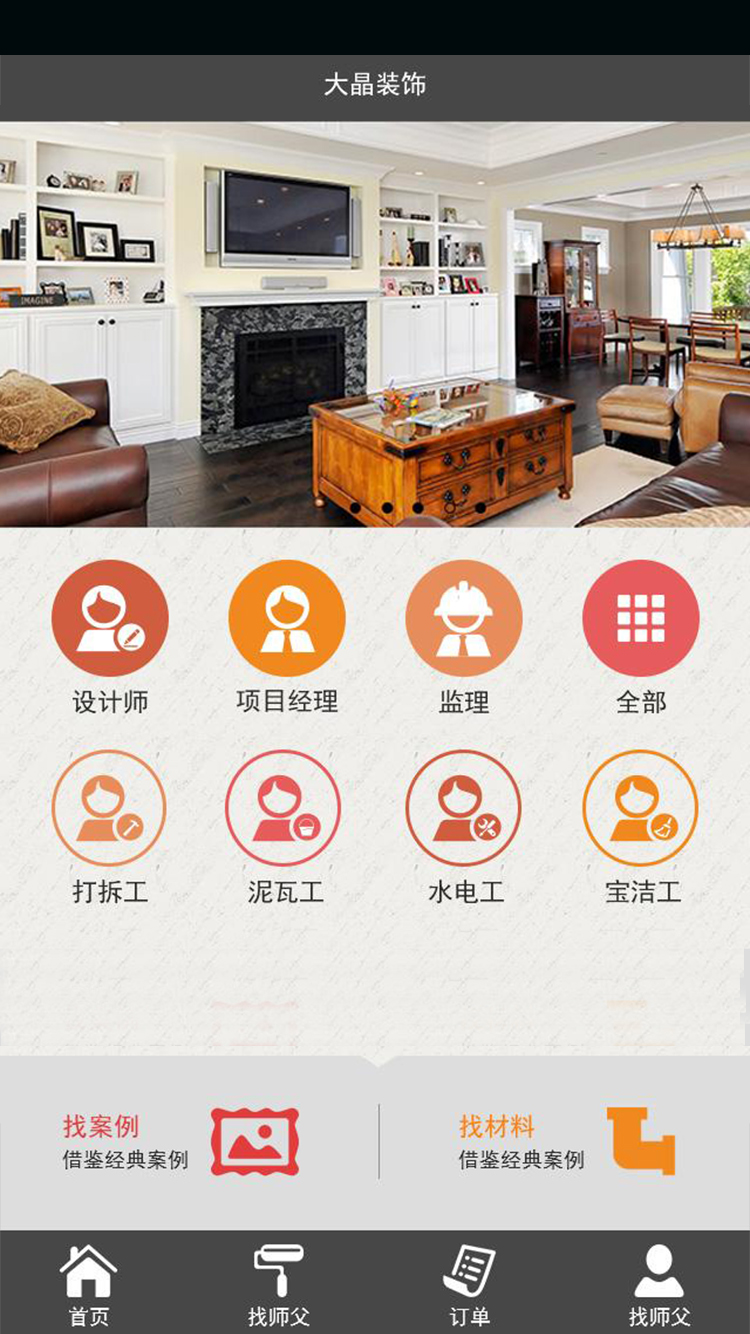 大晶装饰
IMAGINE
设计师
项目经理
监理
全部
打拆工
泥瓦工
水电工
宝洁工
找案例
借鉴经典案例
找材料
借鉴经典案例
首页
找师父
订单
找师父